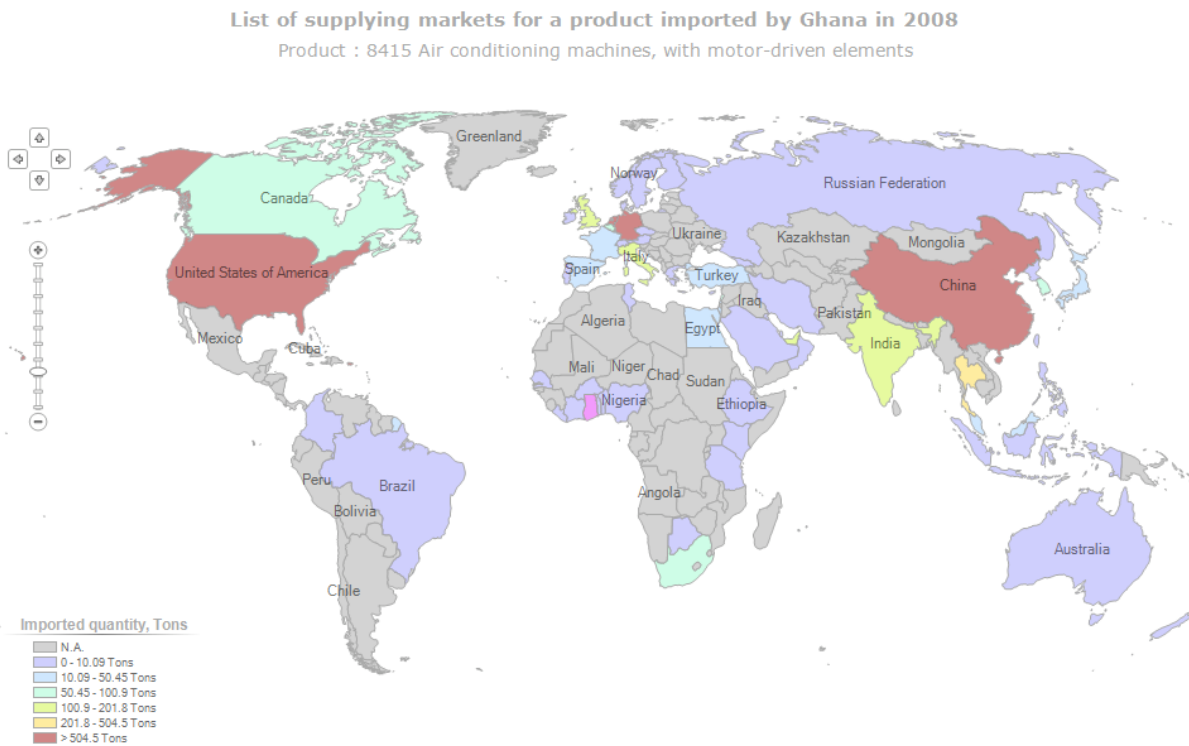 List of supplying markets for a product imported by Ghana in 2008
Product : 8415 Air conditioning machines, with motor-driven elements
Greenland
Norway
Russian Federation
Canada
Ukraine
Kazakhstan
Mongolia
Italy
Spain
Turkey
United States of America
China
Iraq
Pakistan
Algeria
Egypt
Mexico
Cuba
India
Mali
Niger
Chad
Sudan
Nigeria
Ethiopia
Peru
Brazil
Angola
Bolivia
Australia
Chile
Imported quantity, Tons
N.A.
0 - 10.09 Tons
10.09 - 50.45 Tons
50.45 - 100.9 Tons
100.9 - 201.8 Tons
201.8 - 504.5 Tons
> 504.5 Tons